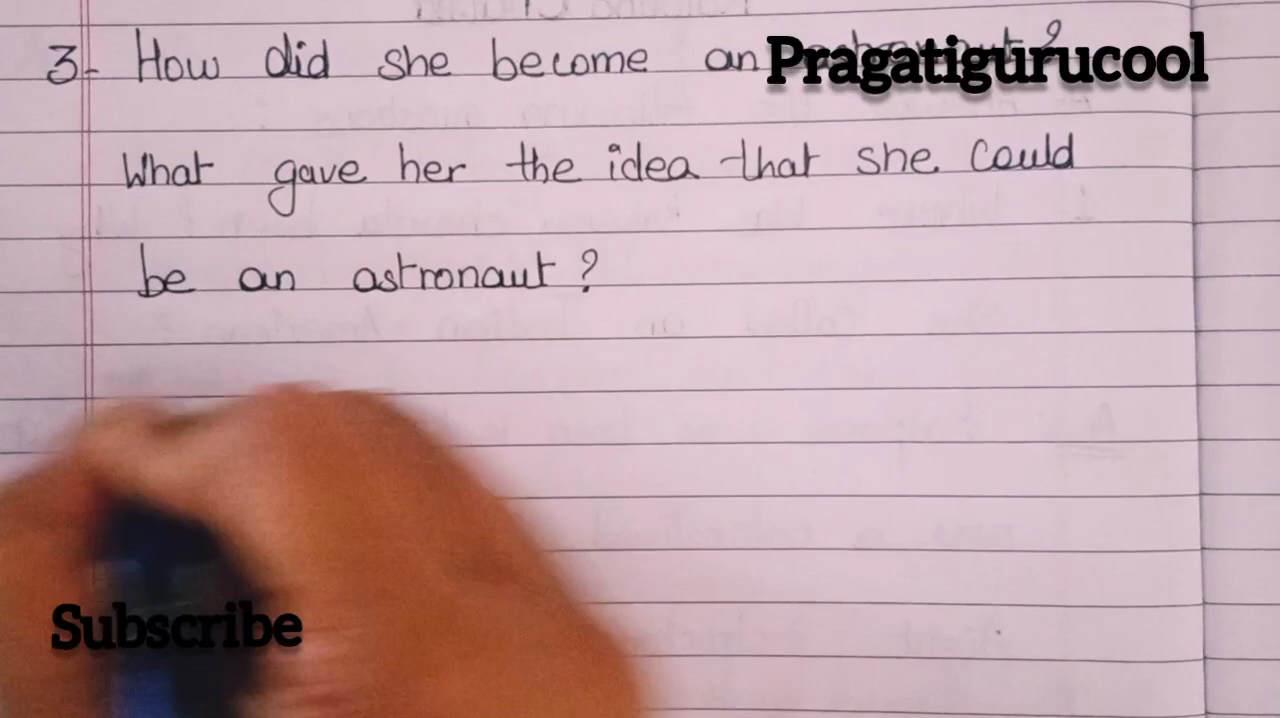 3- How did she become an
Pragatigurucool
What gave her the idea that she could
be an astronaut ?
Subscribe